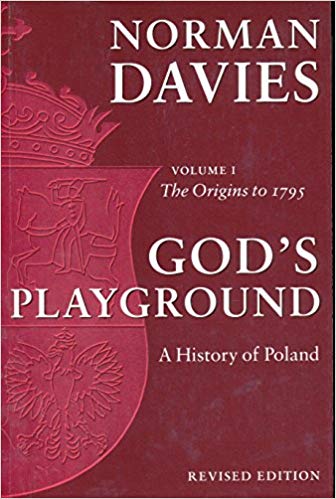 NORMAN
DAVIES
VOLUME I
The Origins to 1795
GOD'S
PLAYGROUND
A History of Poland
REVISED EDITION